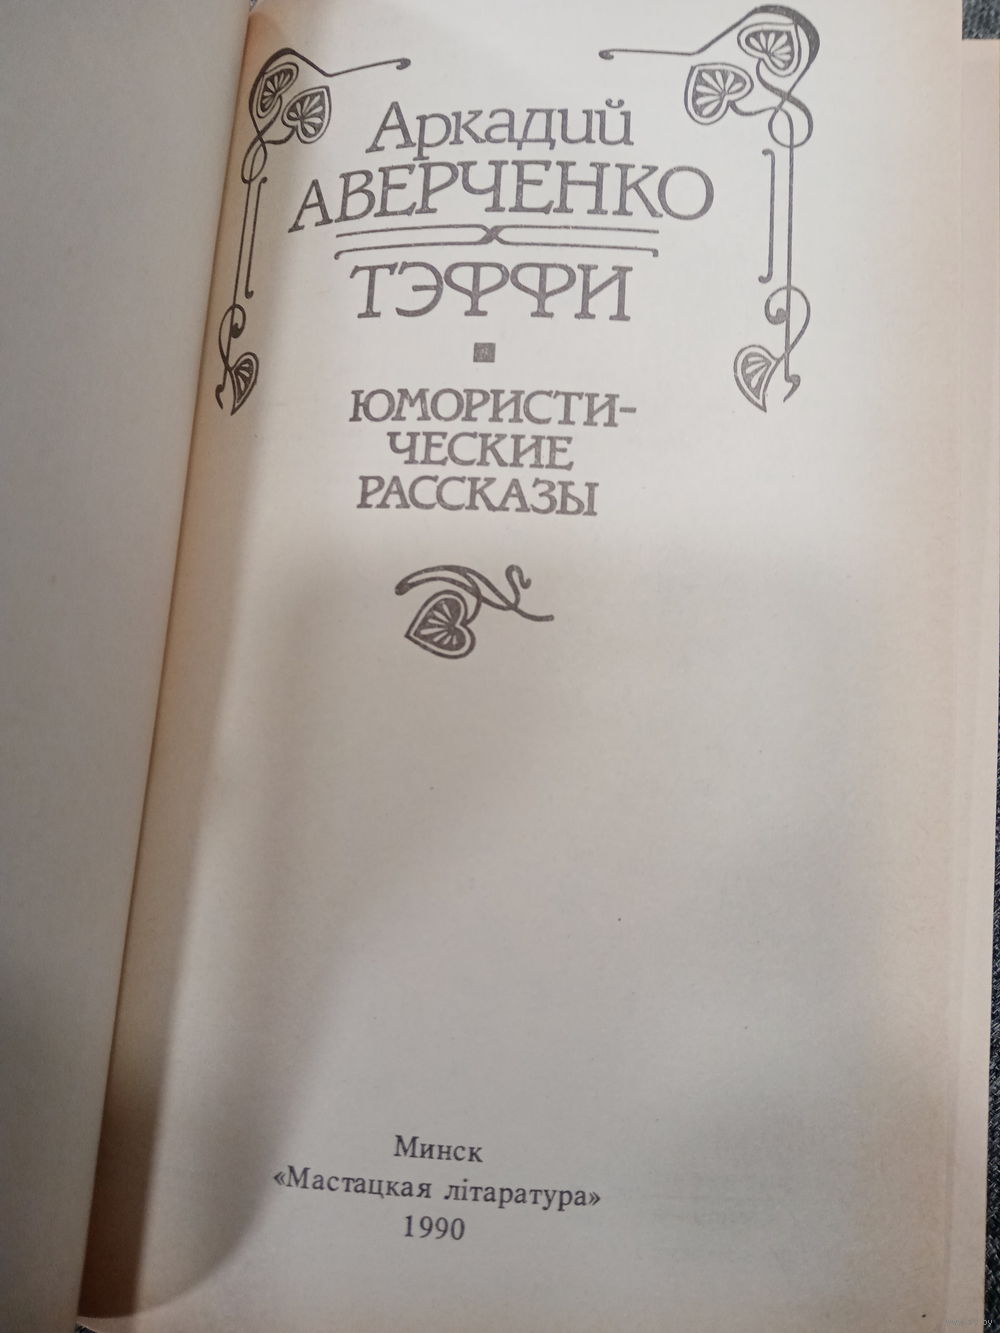 Аркадий
АВЕРЧЕНКО
ТЭФФИ
ЮМОРИСТИ-
ЧЕСКИЕ
РАССКАЗЫ
Минск
«Мастацкая літаратура»
1990